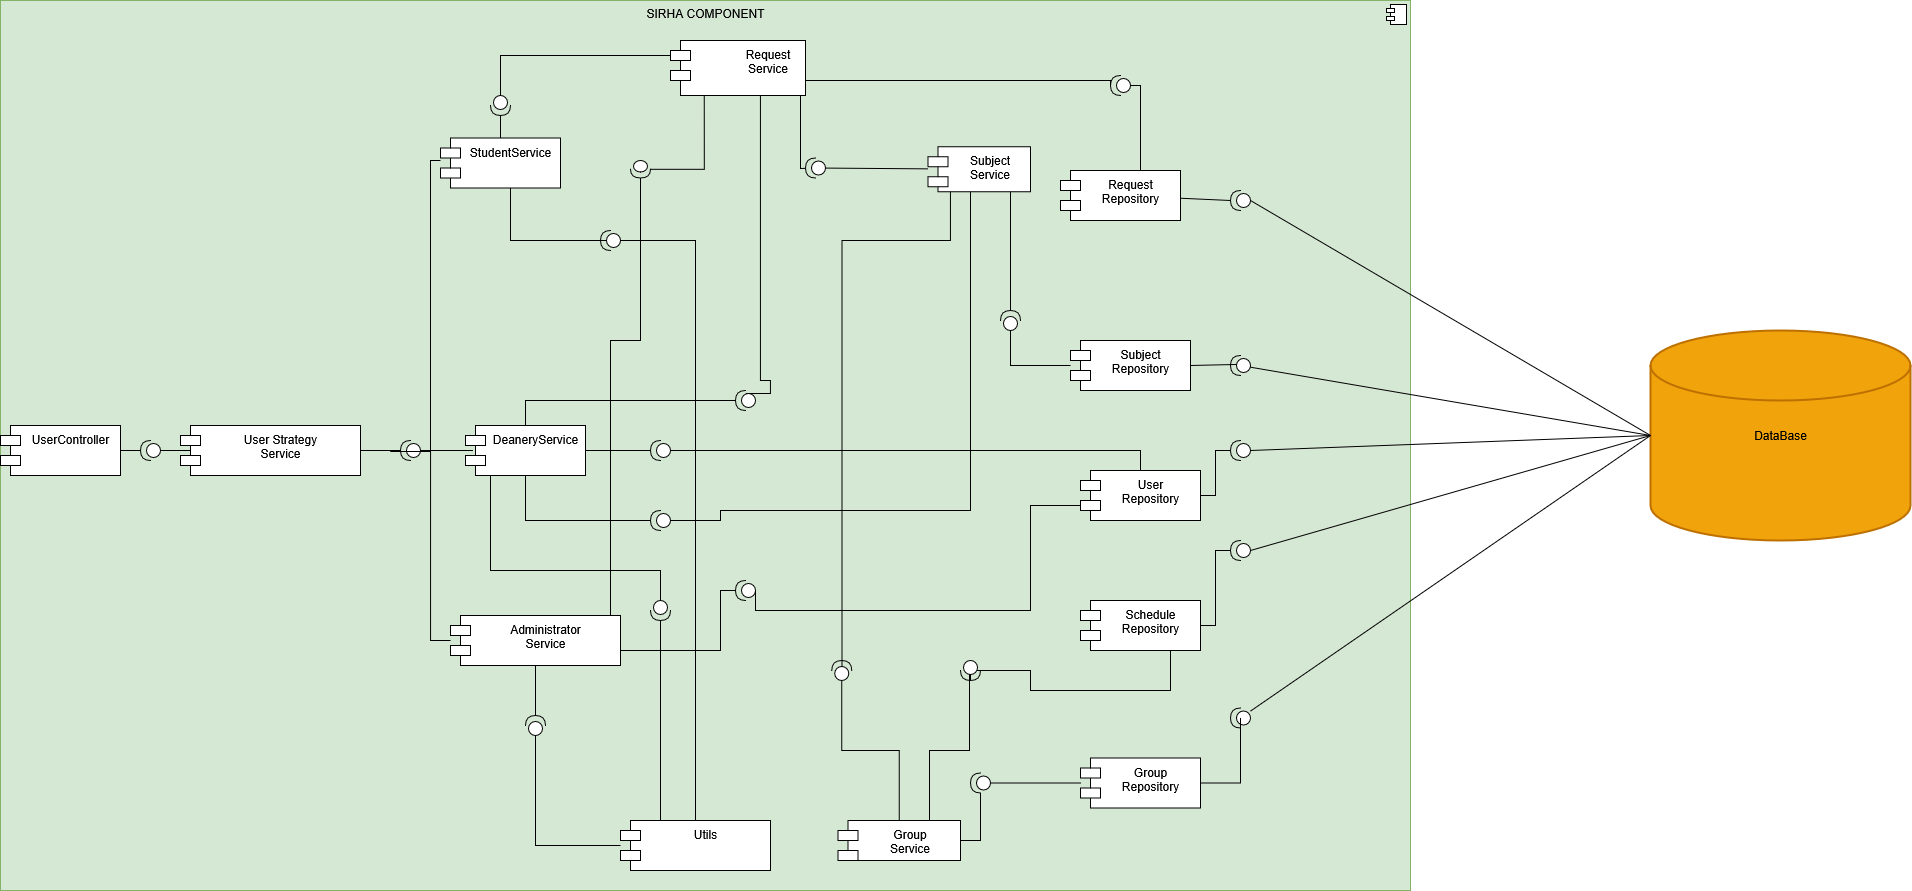 SIRHA COMPONENT
Request
Service
StudentService
Subject
Service
Request
Repository
Subject
Repository
DataBase
UserController
User Strategy
Service
DeaneryService
User
Repository
Administrator
Service
Schedule
Repository
Group
Repository
Utils
Group
Service